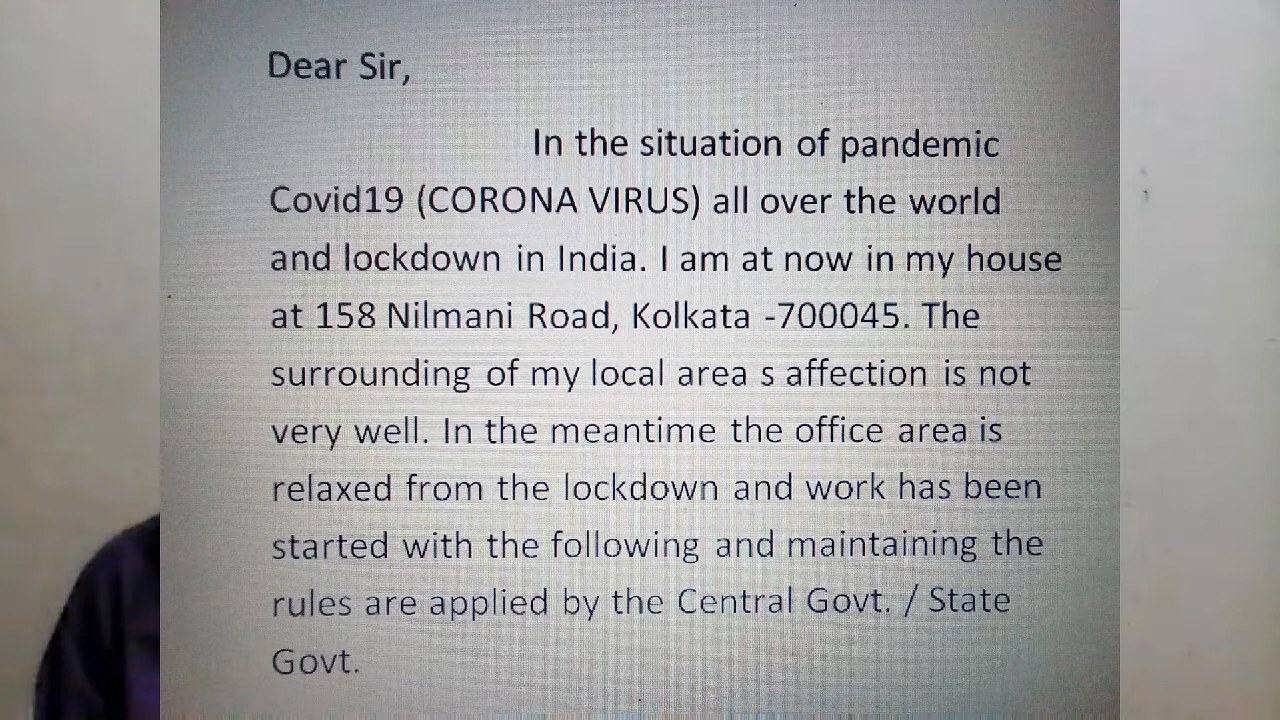 Dear Sir,
In the situation of pandemic
Covid19 (CORONA VIRUS) all over the world
and lockdown in India. I am at now in my house
at 158 Nilmani Road, Kolkata -700045. The
surrounding of my local area s affection is not
very well. In the meantime the office area is
relaxed from the lockdown and work has been
started with the following and maintaining the
rules are applied by the Central Govt. / State
Govt.